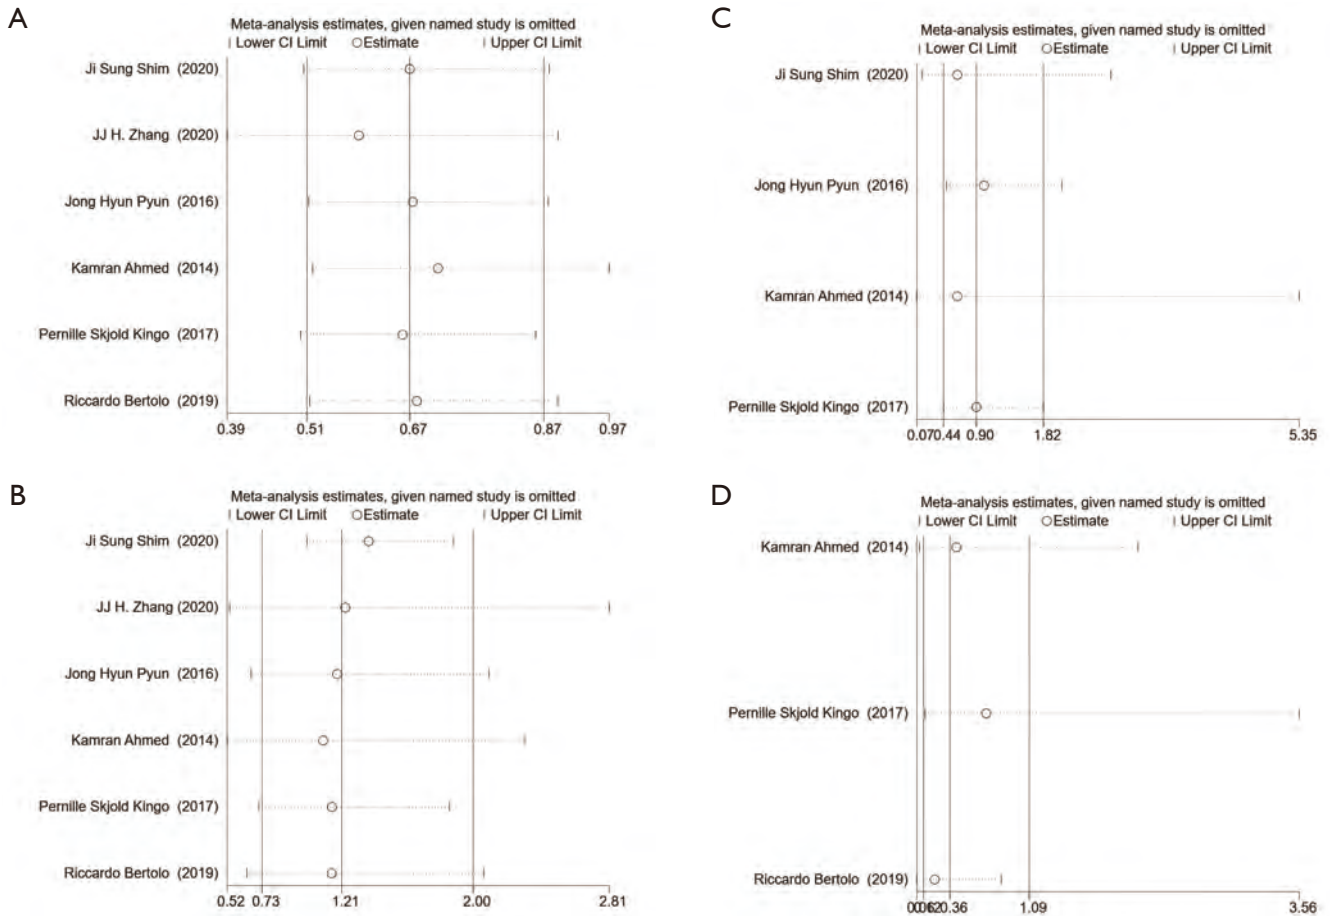 A
Meta-analysis estimates, given named study is omitted
Lower CI Limit Estimate Upper CI Limit
Ji Sung Shim (2020)
JJ H. Zhang (2020)
Jong Hyun Pyun (2016)
Kamran Ahmed (2014)
Pernille Skjold Kingo (2017)
Riccardo Bertolo (2019)
0.39 0.51 0.67 0.87 0.97
B
Meta-analysis estimates, given named study is omitted
Lower CI Limit Estimate Upper CI Limit
Ji Sung Shim (2020)
JJ H. Zhang (2020)
Jong Hyun Pyun (2016)
Kamran Ahmed (2014)
Pernille Skjold Kingo (2017)
Riccardo Bertolo (2019)
0.52 0.73 1.21 2.00 2.81
C
Meta-analysis estimates, given named study is omitted
Lower CI Limit Estimate Upper CI Limit
Ji Sung Shim (2020)
Jong Hyun Pyun (2016)
Kamran Ahmed (2014)
Pernille Skjold Kingo (2017)
0.07 0.44 0.90 1.82 5.35
D
Meta-analysis estimates, given named study is omitted
Lower CI Limit Estimate Upper CI Limit
Kamran Ahmed (2014)
Pernille Skjold Kingo (2017)
Riccardo Bertolo (2019)
0.36 1.09 3.56